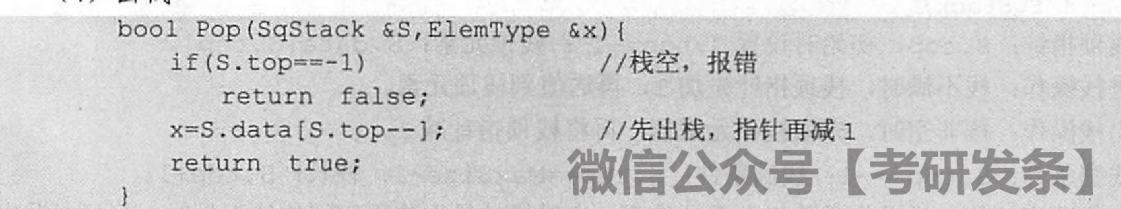 bool Pop(SqStack &S,ElemType &x){
if(S.top==-1) //栈空，报错
return false;
x=S.data[S.top--]; //先出栈，指针再减1
return true;
}
微信公众号【考研发条】